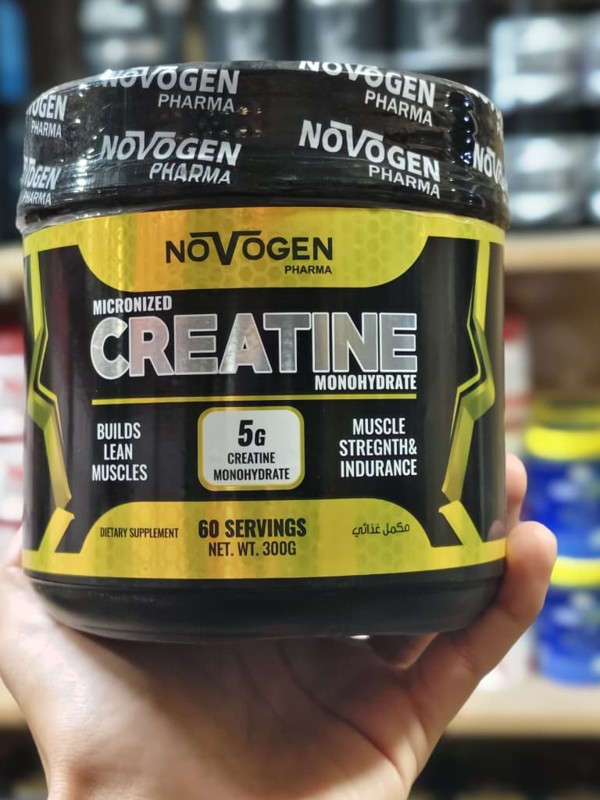 NOVOGEN NOVOGEN
PHARMA PHARMA
NOVOGEN NOVOGEN
PHARMA PHARMA
NOVOGEN
PHARMA
MICRONIZED
CREATINE
MONOHYDRATE
BUILDS
LEAN
MUSCLES
5G
CREATINE
MONOHYDRATE
MUSCLE
STREGNTH&
INDURANCE
DIETARY SUPPLEMENT
60 SERVINGS
NET. WT. 300G
مكمل غذائي